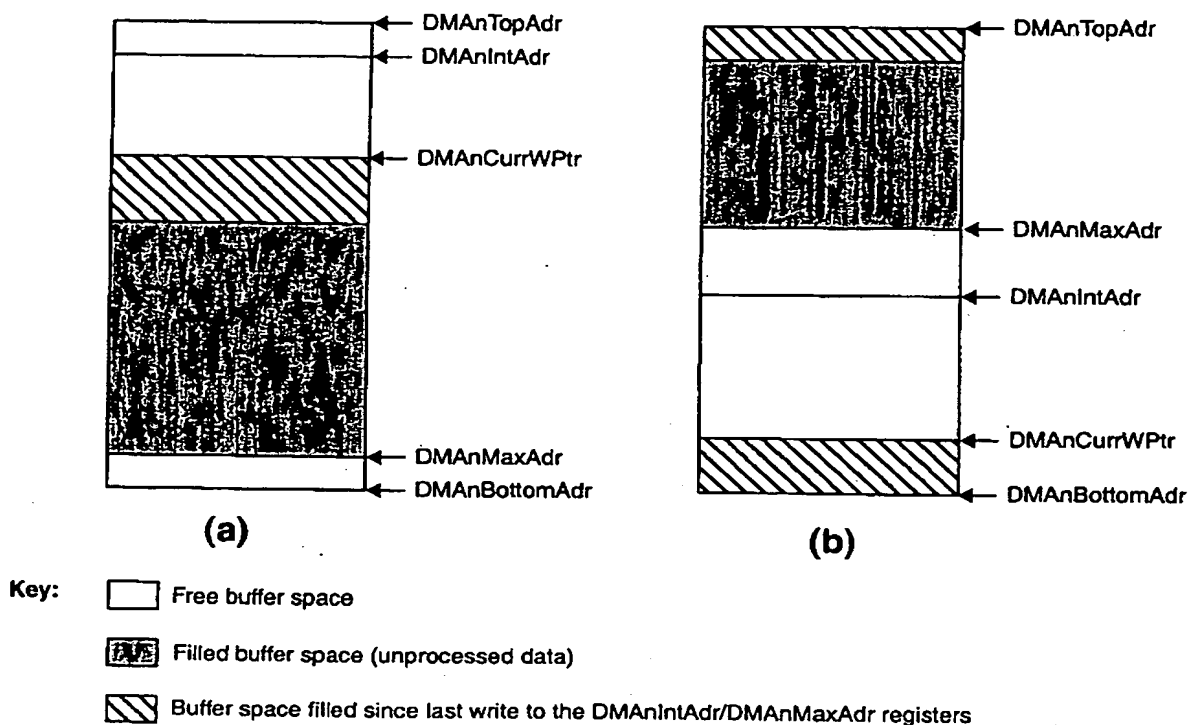 DMAnTopAdr
DMAnIntAdr
DMAnCurrWPtr
DMAnMaxAdr
DMAnBottomAdr
(a)
DMAnTopAdr
DMAnMaxAdr
DMAnIntAdr
DMAnCurrWPtr
DMAnBottomAdr
(b)
Key:
Free buffer space
Filled buffer space (unprocessed data)
Buffer space filled since last write to the DMAnIntAdr/DMAnMaxAdr registers